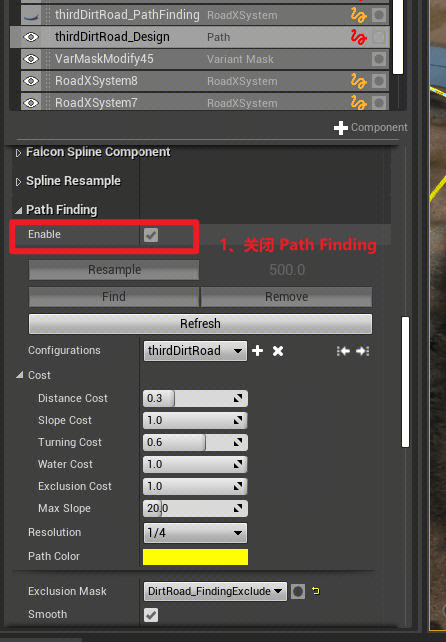 thirdDirtRoad_PathFinding RoadXSystem
thirdDirtRoad_Design Path
VarMaskModify45 Variant Mask
RoadXSystem8 RoadXSystem
RoadXSystem7 RoadXSystem
Component
Falcon Spline Component
Spline Resample
Path Finding
Enable
1、关闭 Path Finding
Resample 500.0
Find Remove
Refresh
Configurations thirdDirtRoad
Cost
Distance Cost 0.3
Slope Cost 1.0
Turning Cost 0.6
Water Cost 1.0
Exclusion Cost 1.0
Max Slope 20.0
Resolution 1/4
Path Color
Exclusion Mask DirtRoad_FindingExclude
Smooth